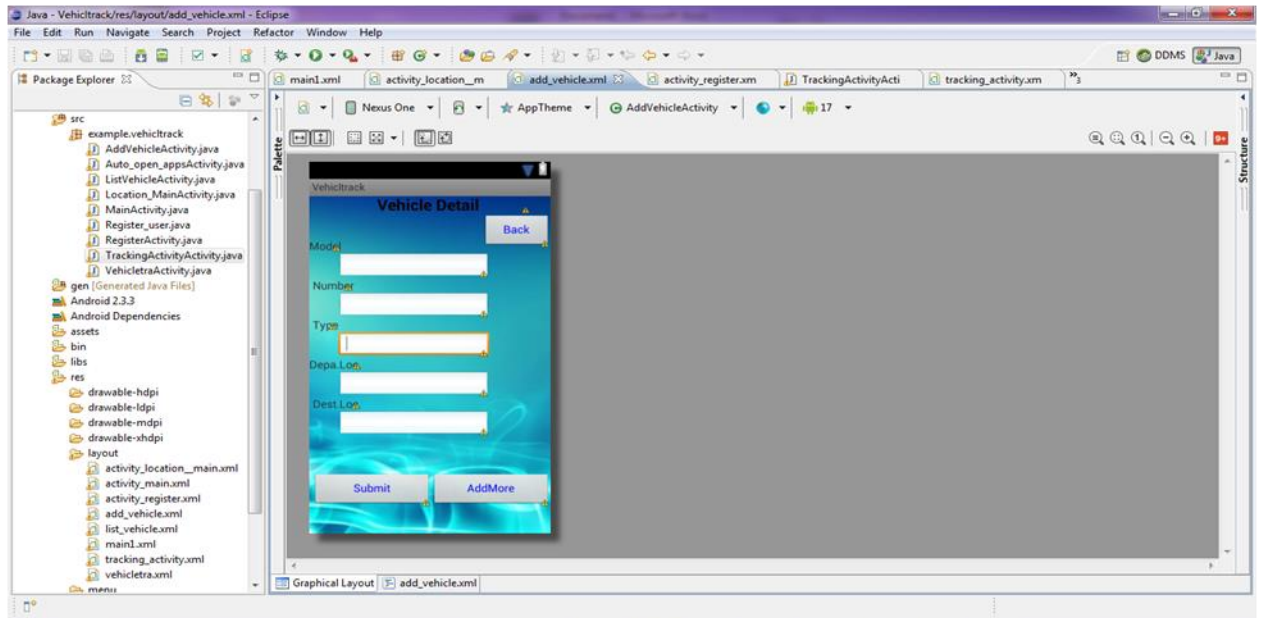 Java - Vehicltrack/res/layout/add_vehicle.xml - Eclipse
File Edit Run Navigate Search Project Refactor Window Help
DDMS Java
Package Explorer
main1.xml activity_location__m add_vehicle.xml activity_register.xm TrackingActivityActi tracking_activity.xm 3
Nexus One AppTheme AddVehicleActivity 17
Palette
Structure
9+
src
example.vehicltrack
AddVehicleActivity.java
Auto_open_appsActivity.java
ListVehicleActivity.java
Location_MainActivity.java
MainActivity.java
Register_user.java
RegisterActivity.java
TrackingActivityActivity.java
VehicletraActivity.java
gen [Generated Java Files]
Android 2.3.3
Android Dependencies
assets
bin
libs
res
drawable-hdpi
drawable-ldpi
drawable-mdpi
drawable-xhdpi
layout
activity_location__main.xml
activity_main.xml
activity_register.xml
add_vehicle.xml
list_vehicle.xml
main1.xml
tracking_activity.xml
vehicletra.xml
menu
Vehicltrack
Vehicle Detail
Back
Model
Number
Type
Depa.Loc
Dest.Loc
Submit AddMore
Graphical Layout add_vehicle.xml